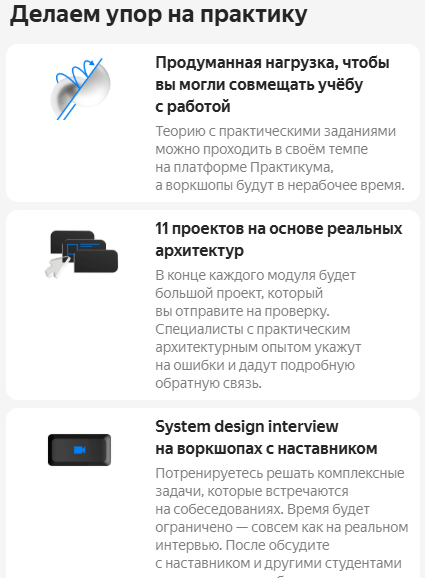 Делаем упор на практику
Продуманная нагрузка, чтобы
вы могли совмещать учёбу
с работой
Теорию с практическими заданиями
можно проходить в своём темпе
на платформе Практикума,
а воркшопы будут в нерабочее время.
11 проектов на основе реальных
архитектур
В конце каждого модуля будет
большой проект, который
вы отправите на проверку.
Специалисты с практическим
архитектурным опытом укажут
на ошибки и дадут подробную
обратную связь.
System design interview
на воркшопах с наставником
Потренируетесь решать комплексные
задачи, которые встречаются
на собеседованиях. Время будет
ограничено — совсем как на реальном
интервью. После обсудите
с наставником и другими студентами